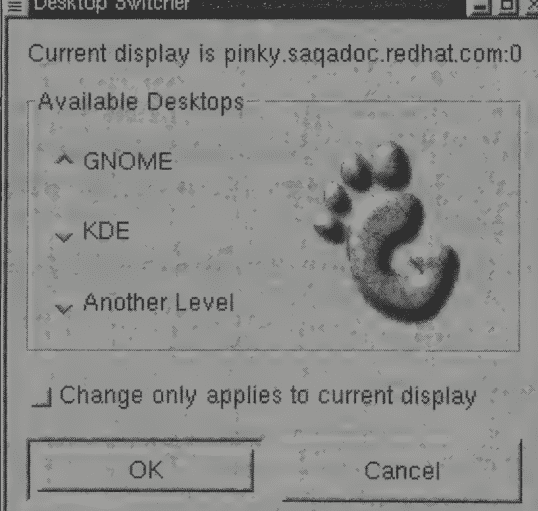 Desktop Switcher
Current display is pinky.sagadoc.redhat.com:0
Available Desktops
GNOME
KDE
Another Level
Change only applies to current display
OK Cancel